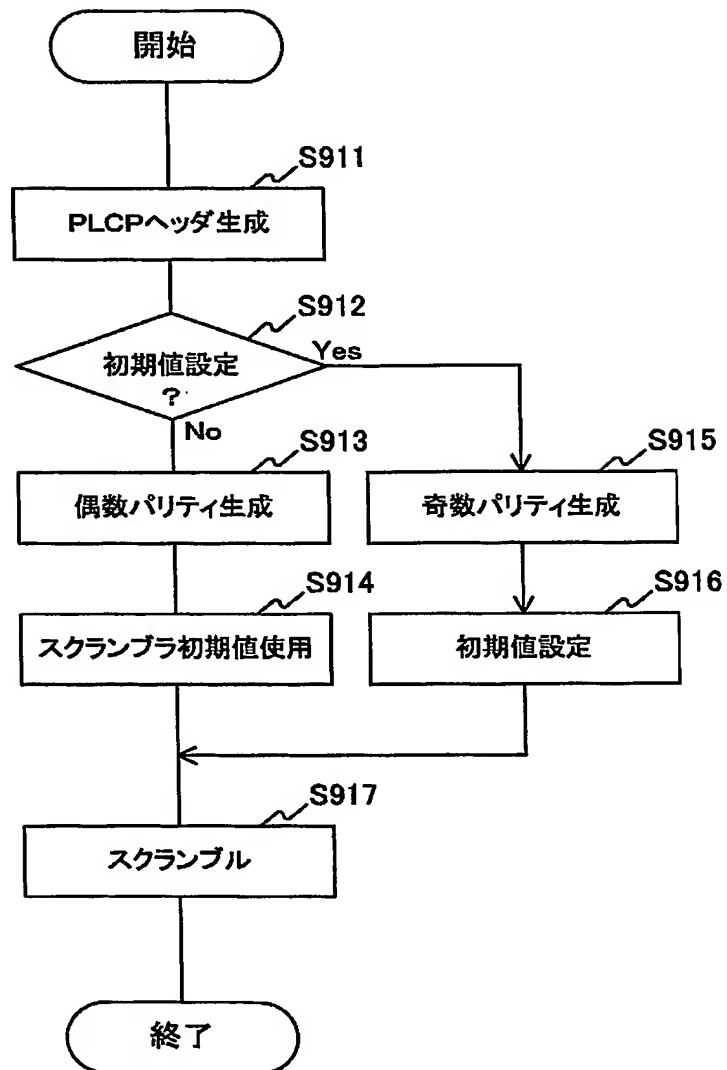 開始
S911
PLCPヘッダ生成
S912
初期値設定
?
Yes
No
S913
偶数パリティ生成
S915
奇数パリティ生成
S914
スクランブラ初期値使用
S916
初期値設定
S917
スクランブル
終了